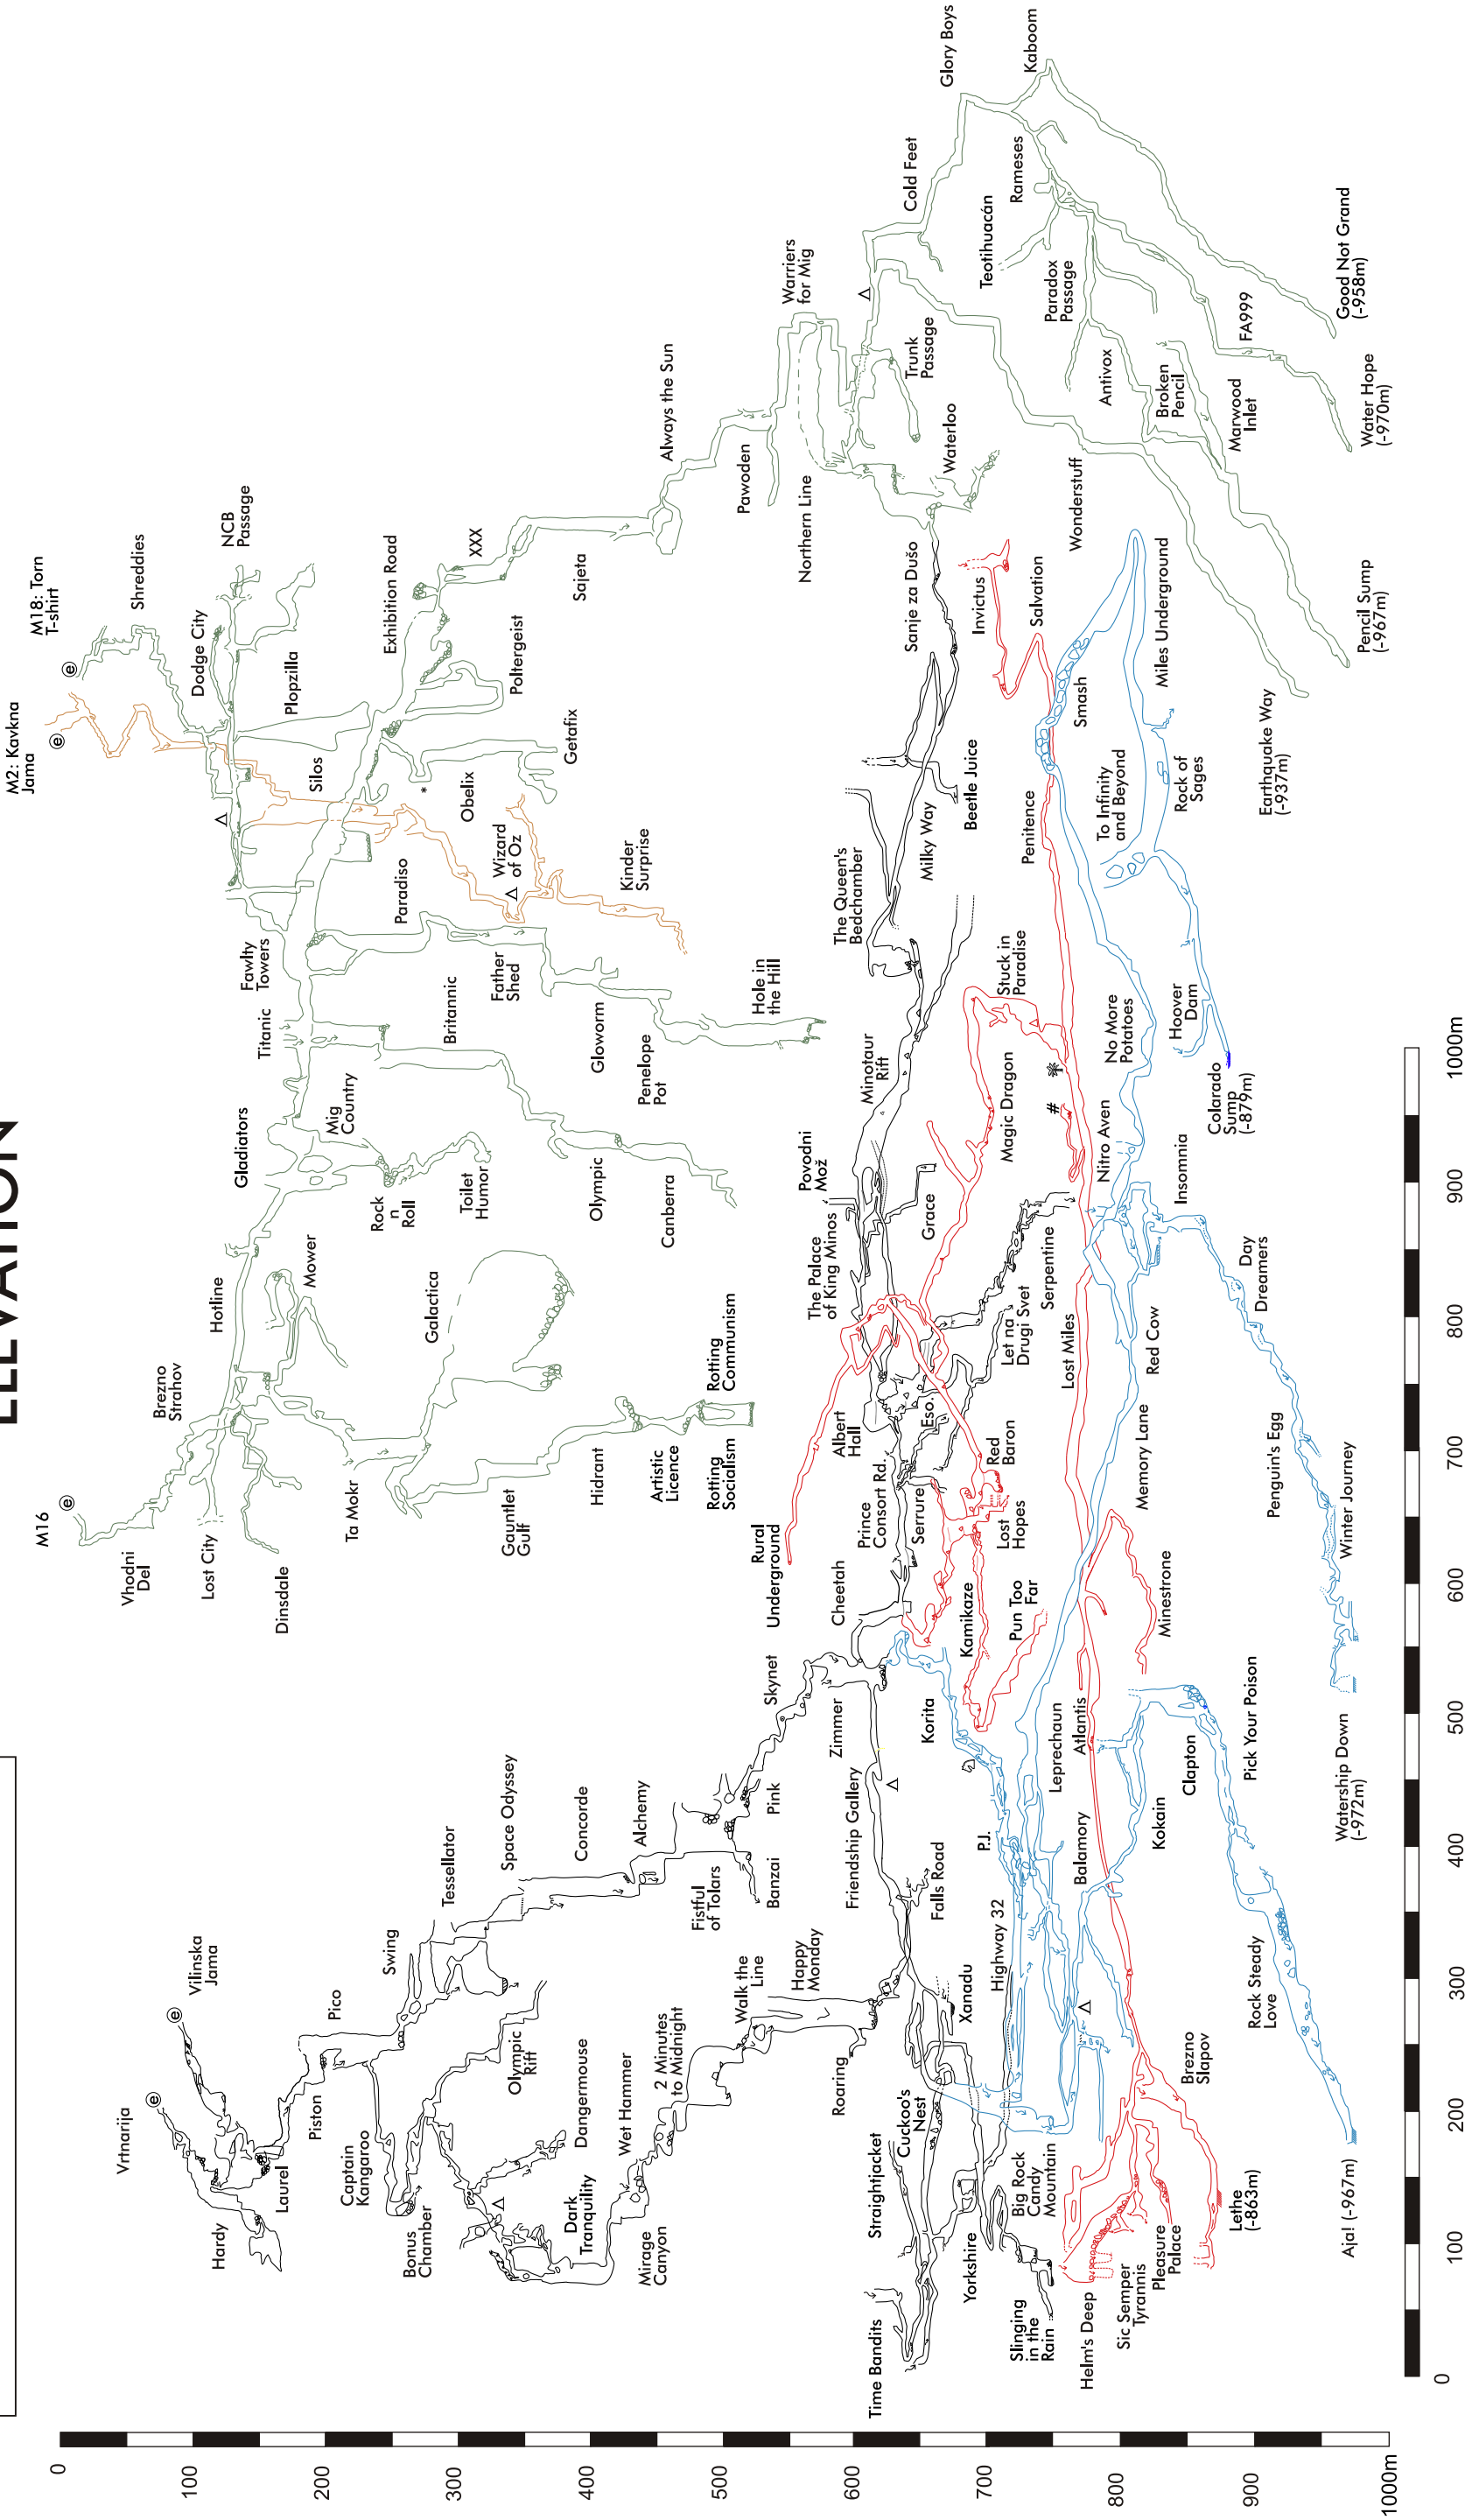 ELEVATION
M16
M2: Kavkna
Jama
M18: Torn
T-shirt
e
e
e
Vrtnarija
e
Vilinska
Jama
e
Hardy
Laurel
Piston
Pico
Captain
Kangaroo
Bonus
Chamber
Swing
Tessellator
Space Odyssey
Olympic
Rift
Dangermouse
Dark
Tranquility
Mirage
Canyon
Wet Hammer
2 Minutes
to Midnight
Walk the
Line
Happy
Monday
Roaring
Concorde
Alchemy
Fistful
of Tolars
Banzai
Pink
Skynet
Zimmer
Cheetah
Friendship Gallery
Falls Road
Xanadu
Cuckoo's
Nest
Straightjacket
Time Bandits
Yorkshire
Slinging
in the
Rain
Big Rock
Candy
Mountain
Highway 32
P.J.
Korita
Helm's Deep
Sic Semper
Tyrannis
Pleasure
Palace
Brezno
Slapov
Lethe
(-863m)
Balamory
Leprechaun
Atlantis
Kokain
Clapton
Pick Your Poison
Rock Steady
Love
Aja! (-967m)
Vhodni
Del
Brezno
Strahov
Lost City
Dinsdale
Hotline
Mower
Ta Mokr
Galactica
Gauntlet
Gulf
Hidrant
Artistic
Licence
Rotting
Socialism
Rotting
Communism
Gladiators
Mig
Country
Rock
n
Roll
Toilet
Humor
Titanic
Fawlty
Towers
Britannic
Olympic
Canberra
Paradiso
Father
Shed
Gloworm
Penelope
Pot
Hole in
the Hill
Silos
Wizard
of Oz
Kinder
Surprise
Obelix
*
Getafix
Poltergeist
Plopzilla
Dodge City
Shreddies
NCB
Passage
Exhibition Road
XXX
Sajeta
Always the Sun
Pawoden
Northern Line
Warriers
for Mig
Rural
Underground
The Palace
of King Minos
Povodni
Mož
Albert
Hall
Prince
Consort Rd.
Serrure
Eso.
Minotaur
Rift
The Queen's
Bedchamber
Milky Way
Beetle Juice
Sanje za Dušo
Waterloo
Trunk
Passage
Cold Feet
Glory Boys
Kaboom
Grace
Kamikaze
Lost
Hopes
Red
Baron
Pun Too
Far
Let na
Drugi Svet
Serpentine
Magic Dragon
Stuck in
Paradise
Invictus
Salvation
Penitence
#
Lost Miles
Nitro Aven
No More
Potatoes
Smash
To Infinity
and Beyond
Miles Underground
Rock of
Sages
Hoover
Dam
Colarado
Sump
(-879m)
Memory Lane
Red Cow
Minestrone
Insomnia
Day
Dreamers
Penguin's Egg
Winter Journey
Watership Down
(-972m)
Wonderstuff
Teotihuacán
Rameses
Paradox
Passage
Antivox
Broken
Pencil
Marwood
Inlet
FA999
Earthquake Way
(-937m)
Pencil Sump
(-967m)
Water Hope
(-970m)
Good Not Grand
(-958m)
0
100
200
300
400
500
600
700
800
900
1000m
0
100
200
300
400
500
600
700
800
900
1000m